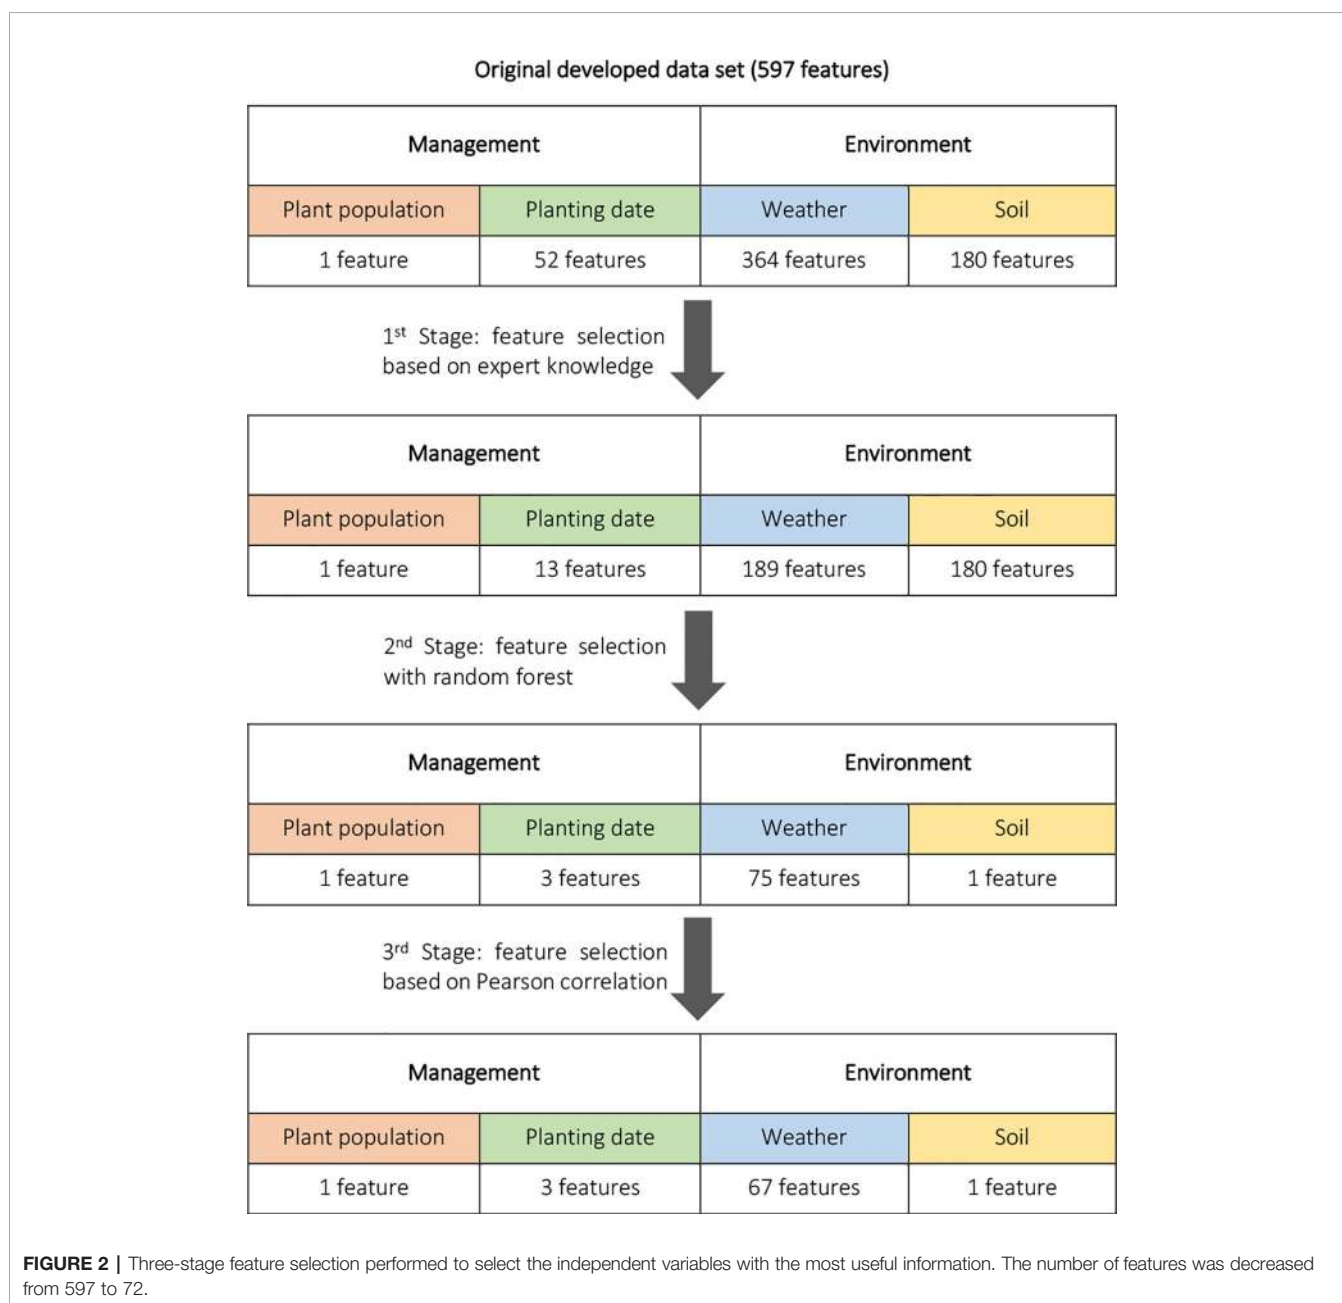 Original developed data set (597 features)
Management Environment
Plant population Planting date Weather Soil
1 feature 52 features 364 features 180 features
1st Stage: feature selection
based on expert knowledge
Management Environment
Plant population Planting date Weather Soil
1 feature 13 features 189 features 180 features
2nd Stage: feature selection
with random forest
Management Environment
Plant population Planting date Weather Soil
1 feature 3 features 75 features 1 feature
3rd Stage: feature selection
based on Pearson correlation
Management Environment
Plant population Planting date Weather Soil
1 feature 3 features 67 features 1 feature
FIGURE 2 | Three-stage feature selection performed to select the independent variables with the most useful information. The number of features was decreased
from 597 to 72.